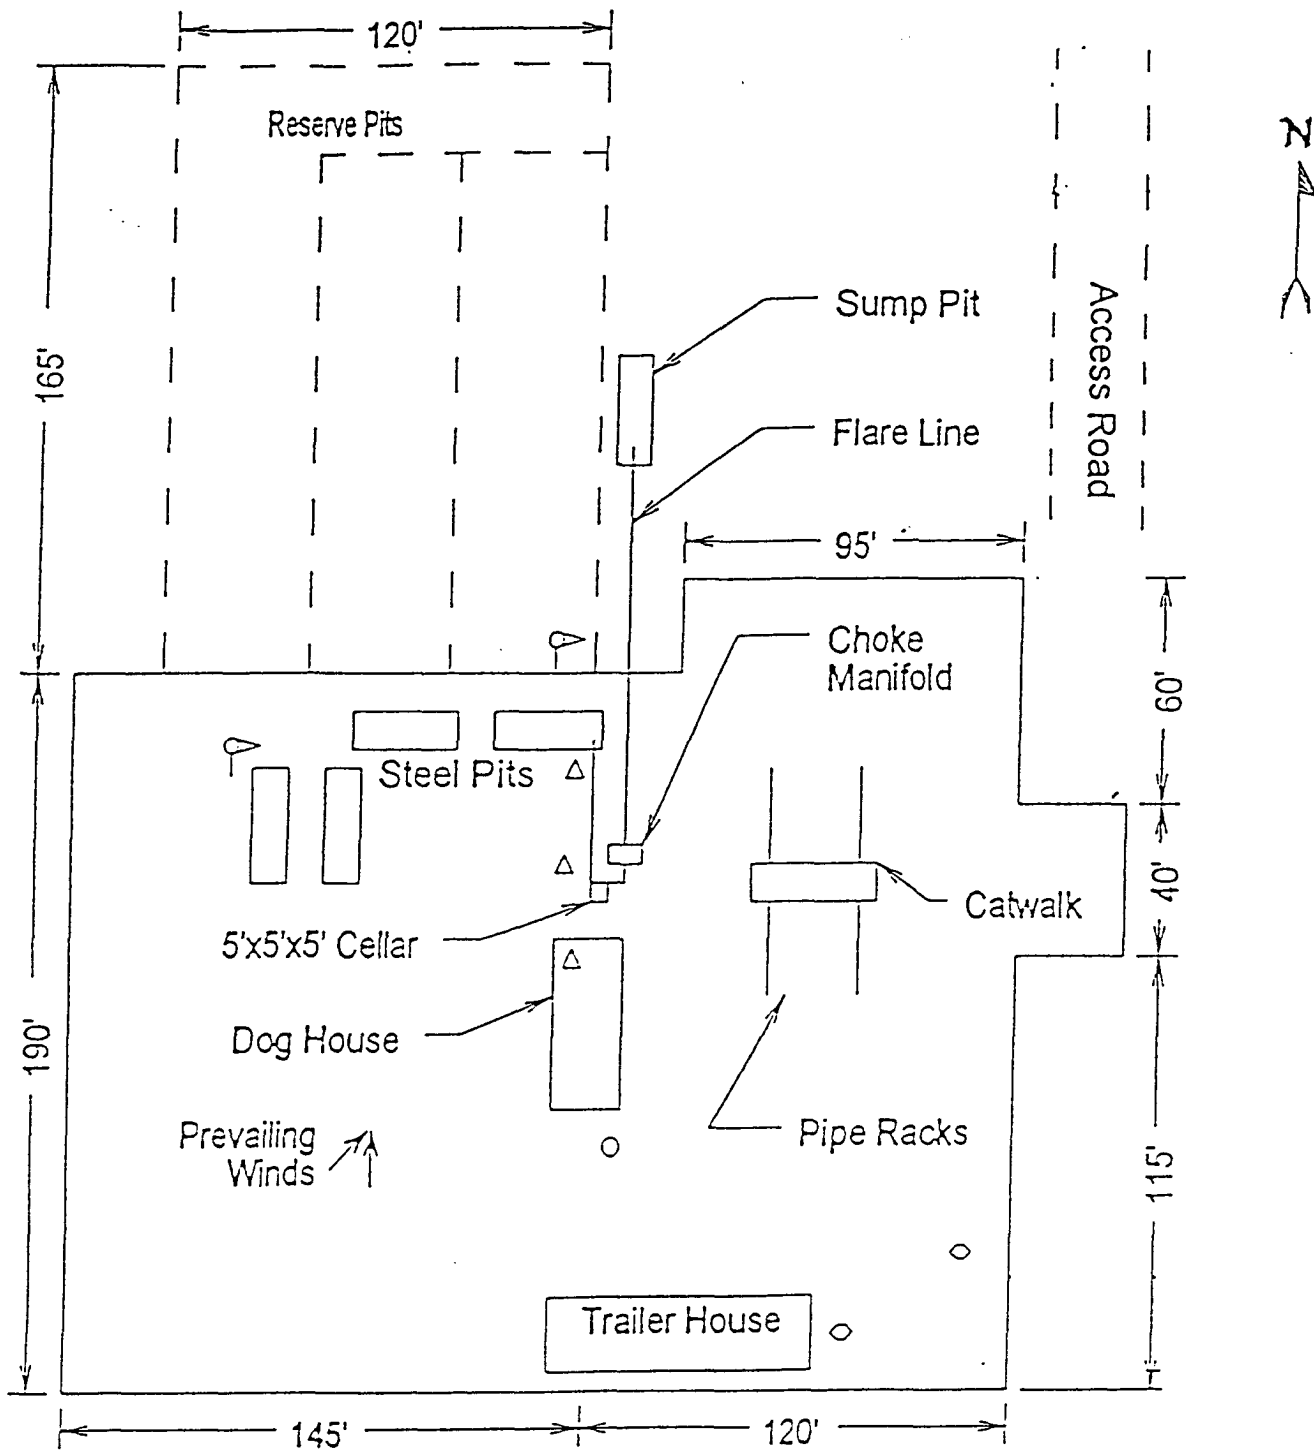 120'
Reserve Pits
N
165'
Sump Pit
Access Road
Flare Line
95'
Choke
Manifold
60'
Steel Pits
40'
Catwalk
5'x5'x5' Cellar
190'
Dog House
Prevailing
Winds
Pipe Racks
115'
Trailer House
145'
120'